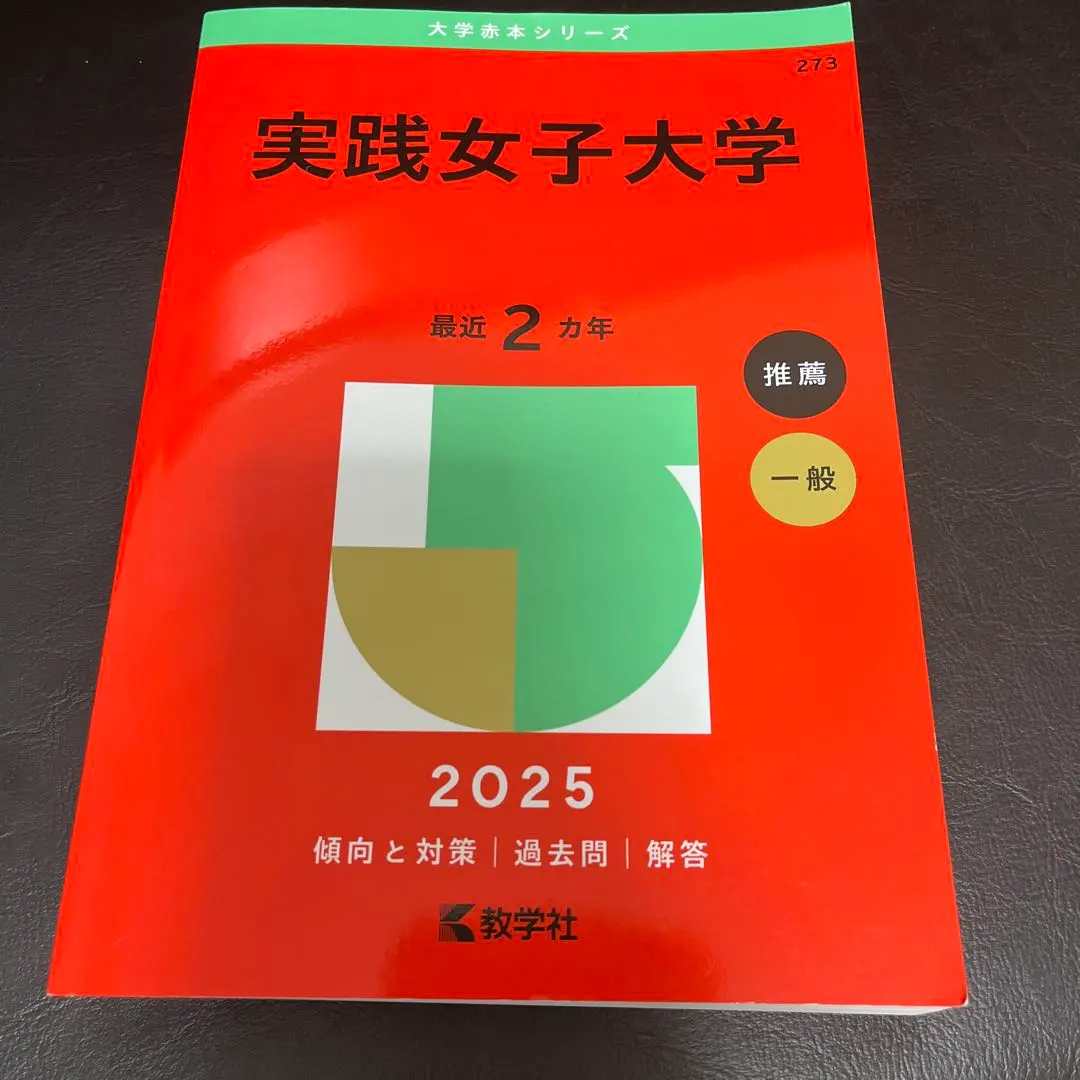 大学赤本シリーズ
273
実践女子大学
最近 2 カ年
推薦
一般
2025
傾向と対策｜過去問｜解答
教学社